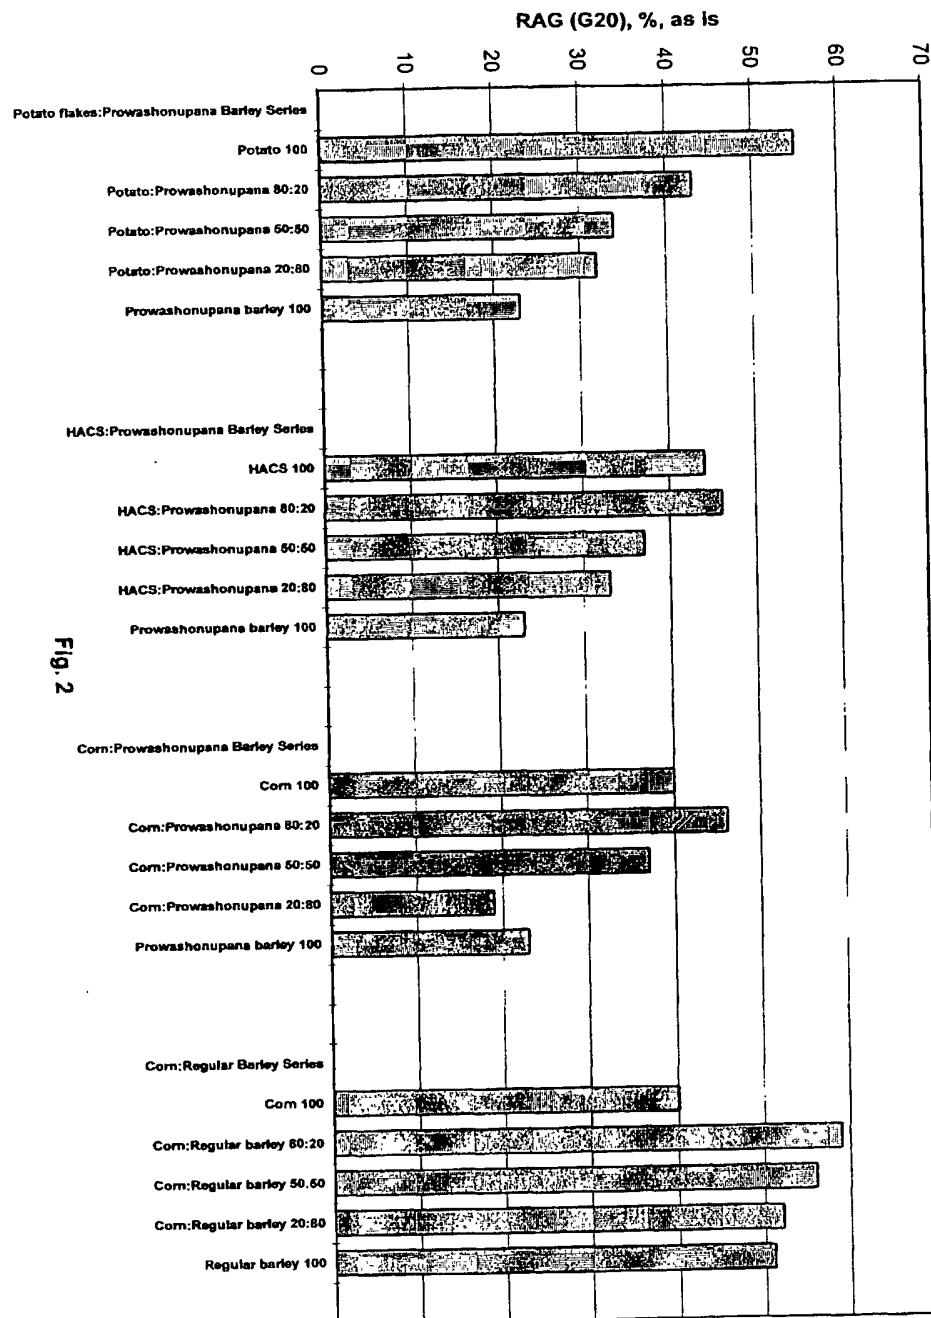 RAG (G20), %, as is
0
10
20
30
40
50
60
70
Potato flakes:Prowashonupana Barley Series
Potato 100
Potato:Prowashonupana 80:20
Potato:Prowashonupana 50:50
Potato:Prowashonupana 20:80
Prowashonupana barley 100
HACS:Prowashonupana Barley Series
HACS 100
HACS:Prowashonupana 80:20
HACS:Prowashonupana 50:50
HACS:Prowashonupana 20:80
Prowashonupana barley 100
Corn:Prowashonupana Barley Series
Corn 100
Corn:Prowashonupana 80:20
Corn:Prowashonupana 50:50
Corn:Prowashonupana 20:80
Prowashonupana barley 100
Corn:Regular Barley Series
Corn 100
Corn:Regular barley 80:20
Corn:Regular barley 50:50
Corn:Regular barley 20:80
Regular barley 100
Fig. 2